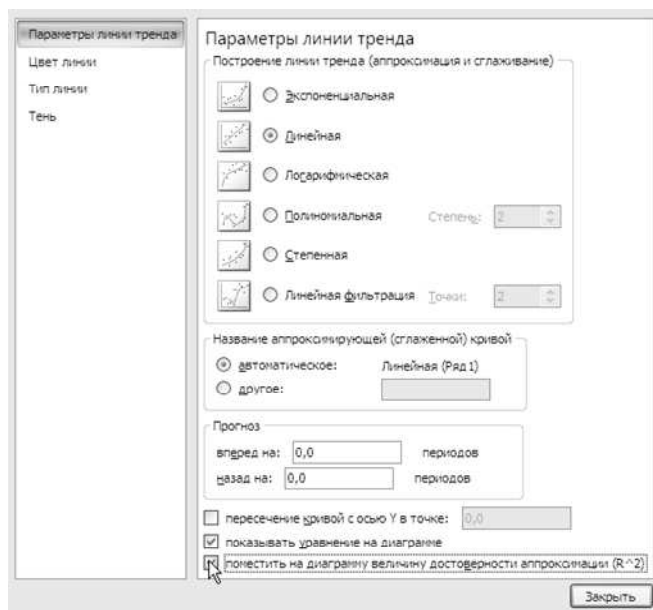 Параметры линии тренда
Цвет линии
Тип линии
Тень
Параметры линии тренда
Построение линии тренда (аппроксимация и сглаживание)
Экспоненциальная
Линейная
Логарифмическая
Полиномиальная Степень: 2
Степенная
Линейная фильтрация Точки: 2
Название аппроксимирующей (сглаженной) кривой
автоматическое: Линейная (Ряд1)
другое:
Прогноз
вперед на: 0,0 периодов
назад на: 0,0 периодов
пересечение кривой с осью Y в точке: 0,0
показывать уравнение на диаграмме
поместить на диаграмму величину достоверности аппроксимации (R^2)
Закрыть